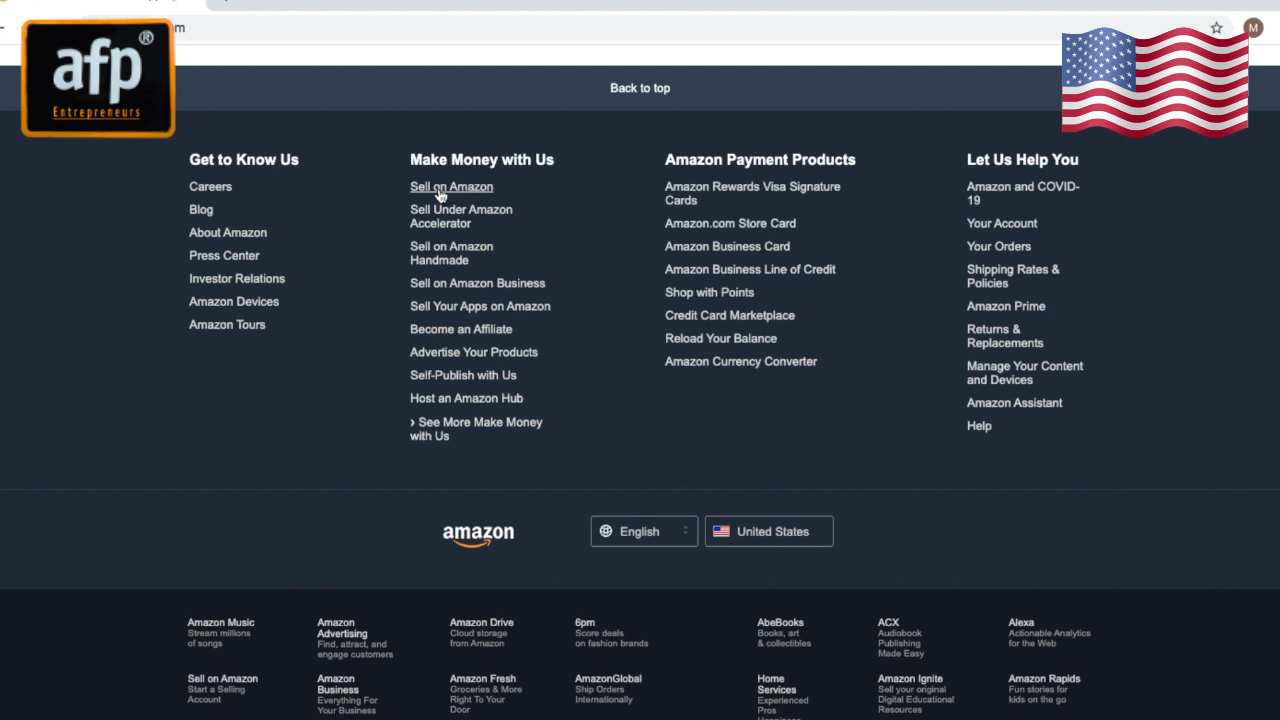 m
M
afp®
Entrepreneurs
Back to top
Get to Know Us
Careers
Blog
About Amazon
Press Center
Investor Relations
Amazon Devices
Amazon Tours
Make Money with Us
Sell on Amazon
Sell Under Amazon
Accelerator
Sell on Amazon
Handmade
Sell on Amazon Business
Sell Your Apps on Amazon
Become an Affiliate
Advertise Your Products
Self-Publish with Us
Host an Amazon Hub
› See More Make Money
with Us
Amazon Payment Products
Amazon Rewards Visa Signature
Cards
Amazon.com Store Card
Amazon Business Card
Amazon Business Line of Credit
Shop with Points
Credit Card Marketplace
Reload Your Balance
Amazon Currency Converter
Let Us Help You
Amazon and COVID-
19
Your Account
Your Orders
Shipping Rates &
Policies
Amazon Prime
Returns &
Replacements
Manage Your Content
and Devices
Amazon Assistant
Help
amazon
English
United States
Amazon Music
Stream millions
of songs
Amazon
Advertising
Find, attract, and
engage customers
Amazon Drive
Cloud storage
from Amazon
6pm
Score deals
on fashion brands
AbeBooks
Books, art
& collectibles
ACX
Audiobook
Publishing
Made Easy
Alexa
Actionable Analytics
for the Web
Sell on Amazon
Start a Selling
Account
Amazon
Business
Everything For
Your Business
Amazon Fresh
Groceries & More
Right To Your
Door
AmazonGlobal
Ship Orders
Internationally
Home
Services
Experienced
Pros
Amazon Ignite
Sell your original
Digital Educational
Resources
Amazon Rapids
Fun stories for
kids on the go